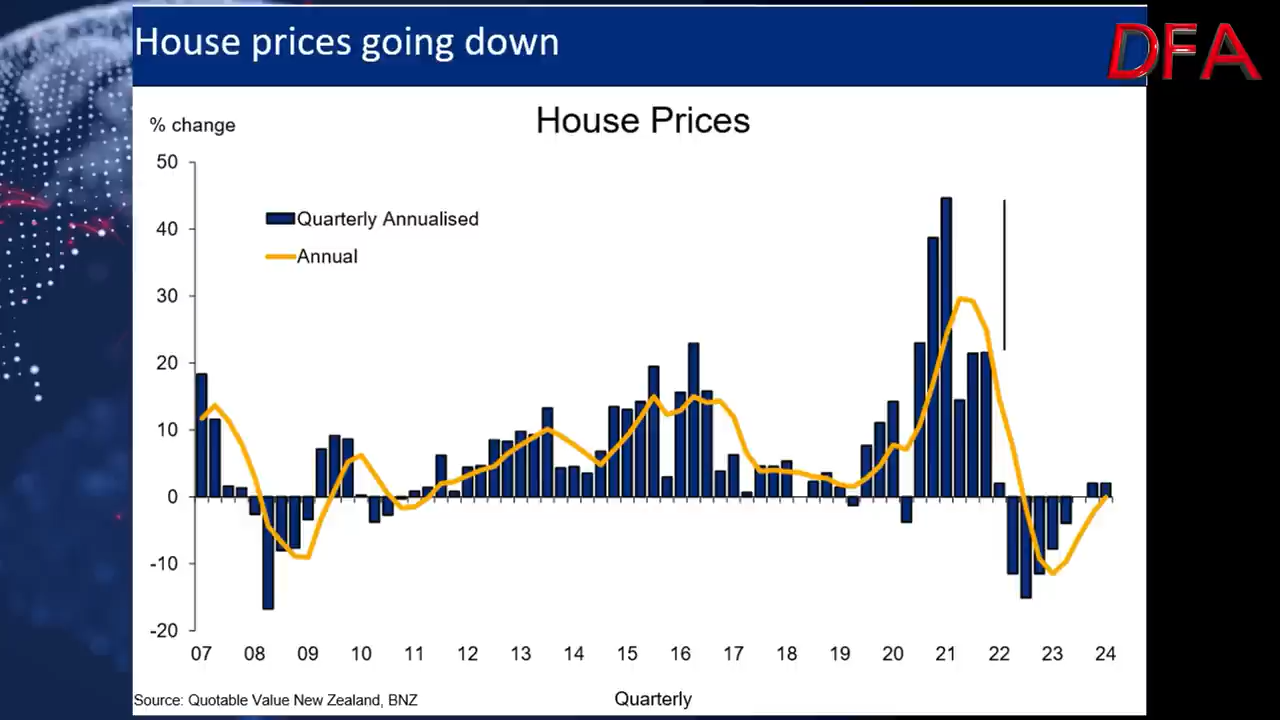 House prices going down
DFA
House Prices
% change
50
40
30
20
10
0
-10
-20
Quarterly Annualised
Annual
07 08 09 10 11 12 13 14 15 16 17 18 19 20 21 22 23 24
Source: Quotable Value New Zealand, BNZ
Quarterly